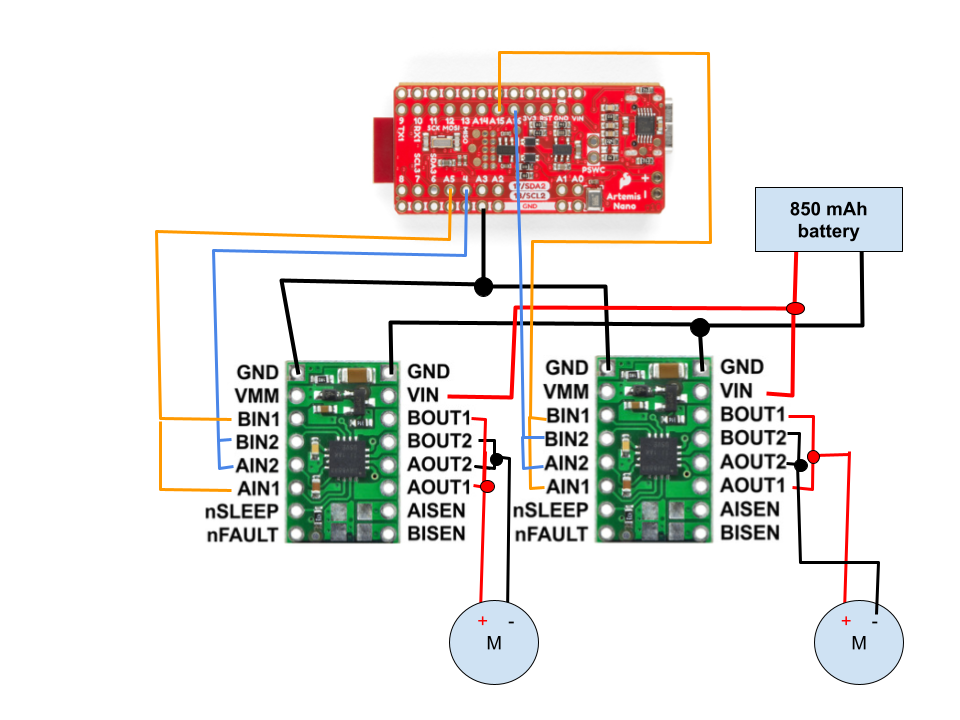 9 10 11 12 13 A14 A15 A16 3V3 RST GND VIN
TX1 RX1 SCK MOSI MISO
PSWC
SCL3 SDA3
8 7 6 A5 4 A3 A2 A1 A0
17/SDA2
18/SCL2
GND
Artemis
Nano
850 mAh
battery
GND
VMM
BIN1
BIN2
AIN2
AIN1
nSLEEP
nFAULT
GND
VIN
BOUT1
BOUT2
AOUT2
AOUT1
AISEN
BISEN
GND
VMM
BIN1
BIN2
AIN2
AIN1
nSLEEP
nFAULT
GND
VIN
BOUT1
BOUT2
AOUT2
AOUT1
AISEN
BISEN
+ -
M
+ -
M